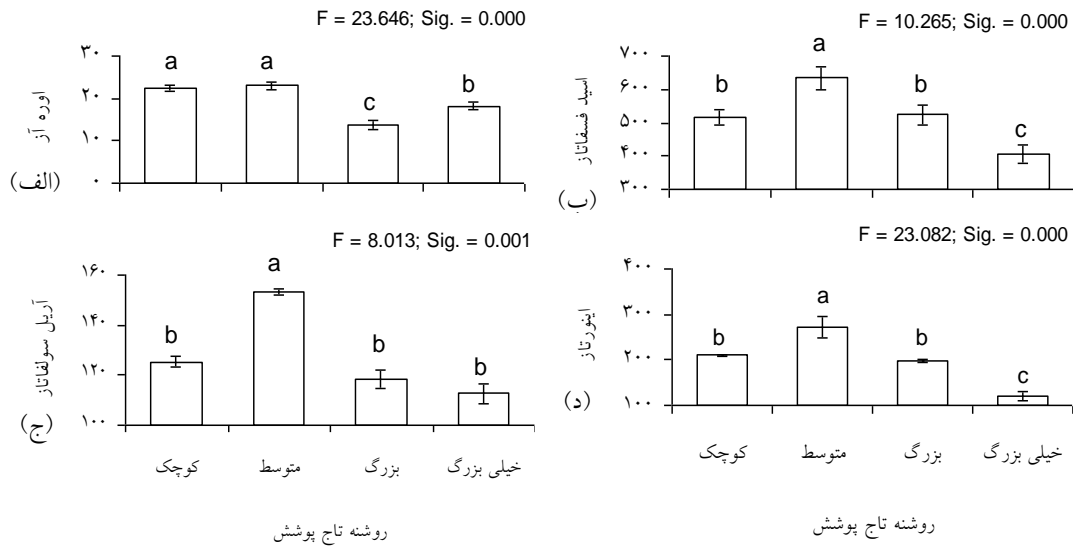 F = 23.646; Sig. = 0.000
اوره آز
۳۰
۲۰
۱۰
۰
a
a
c
b
(الف)
F = 10.265; Sig. = 0.000
اسید فسفاتاز
۷۰۰
۶۰۰
۵۰۰
۴۰۰
۳۰۰
b
a
b
c
(ب)
F = 8.013; Sig. = 0.001
آریل سولفاتاز
۱۶۰
۱۴۰
۱۲۰
۱۰۰
b
a
b
b
(ج)
کوچک
متوسط
بزرگ
خیلی بزرگ
روشنه تاج پوشش
F = 23.082; Sig. = 0.000
اینورتاز
۴۰۰
۳۰۰
۲۰۰
۱۰۰
b
a
b
c
(د)
کوچک
متوسط
بزرگ
خیلی بزرگ
روشنه تاج پوشش